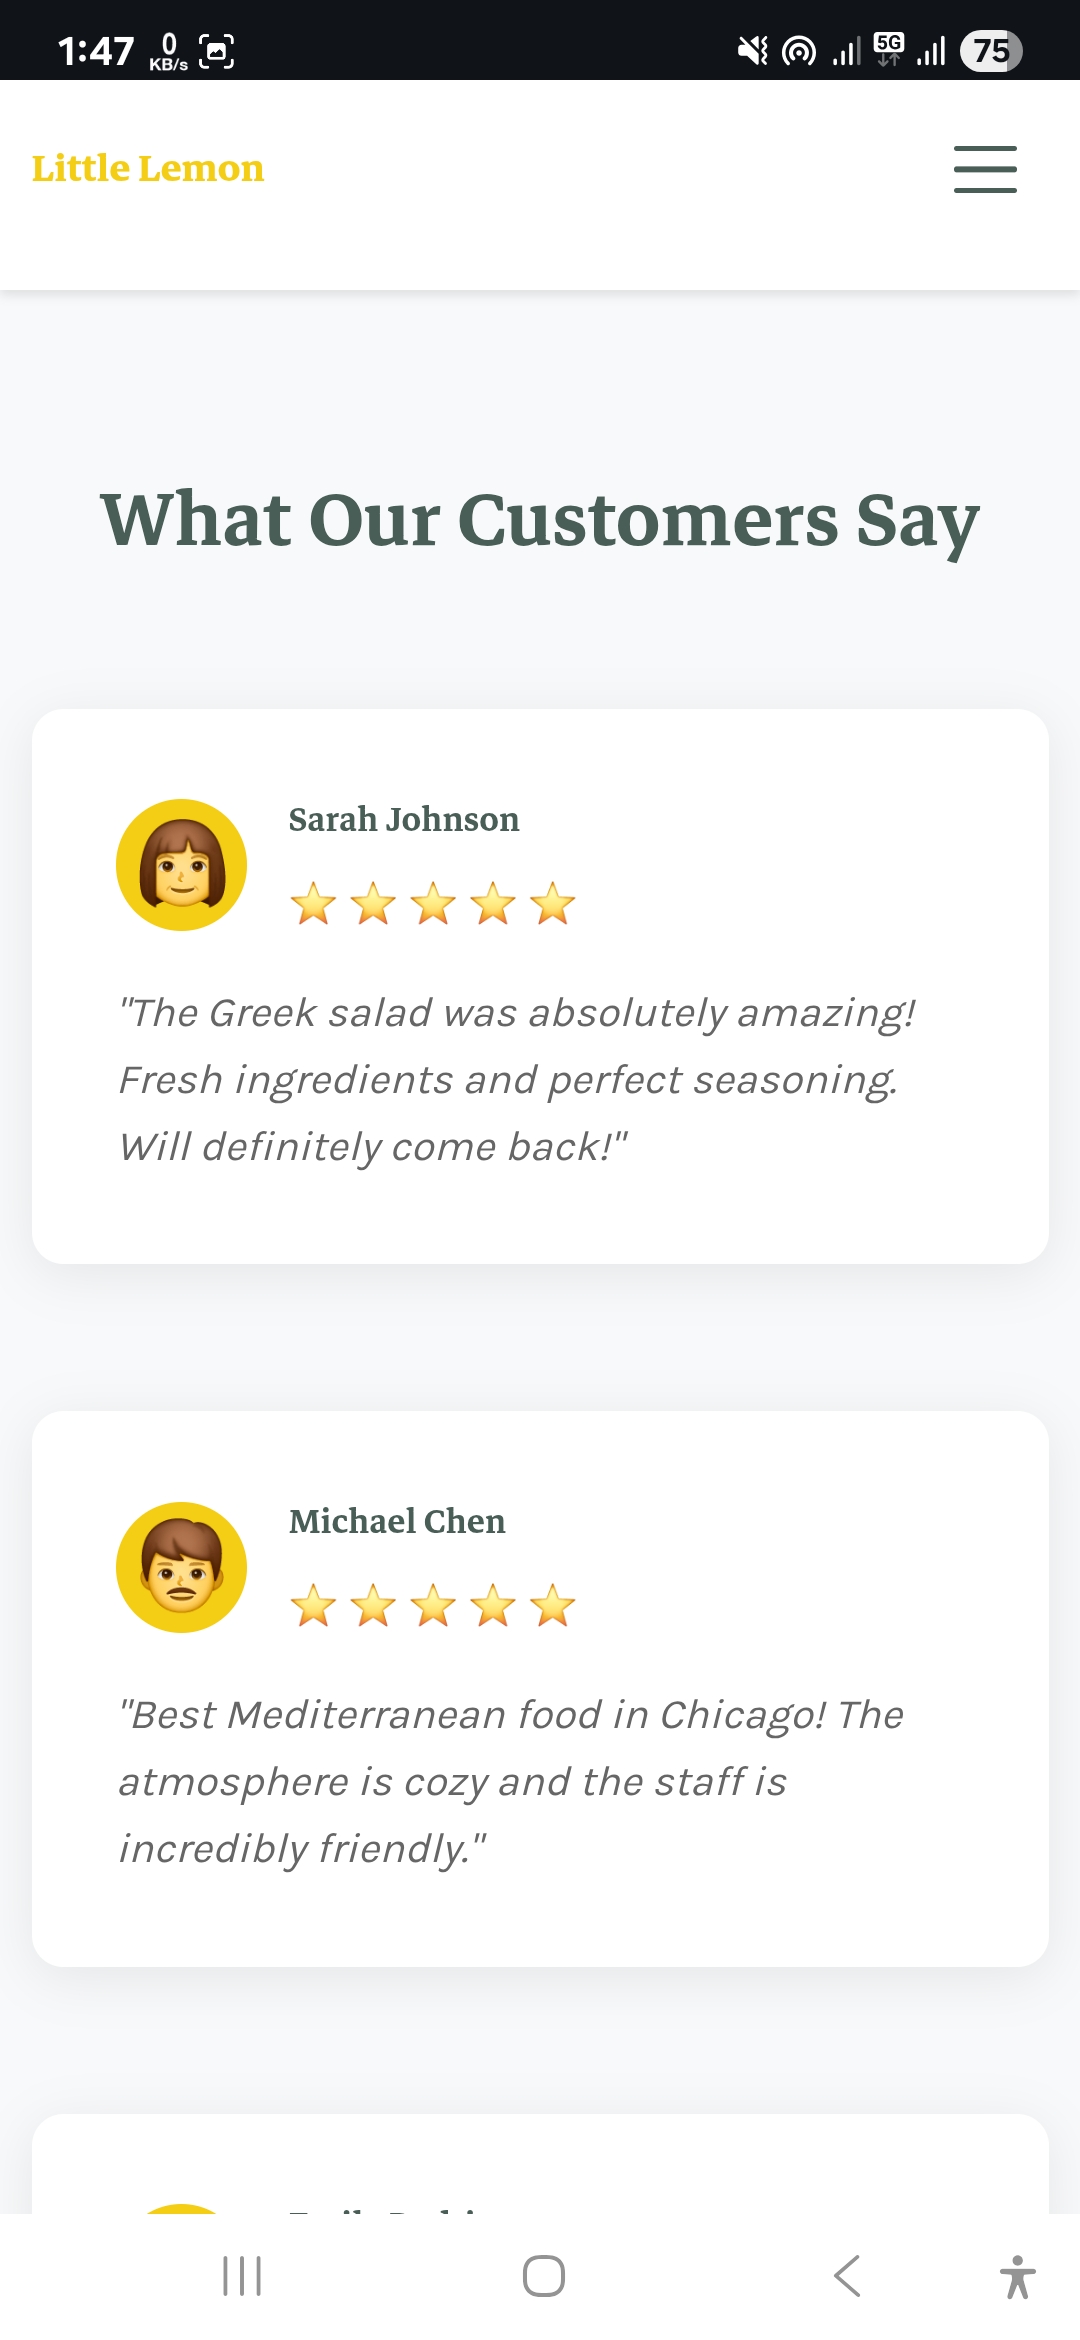 1:47
0
KB/s
5G
75
Little Lemon
What Our Customers Say
Sarah Johnson
"The Greek salad was absolutely amazing!
Fresh ingredients and perfect seasoning.
Will definitely come back!"
Michael Chen
"Best Mediterranean food in Chicago! The
atmosphere is cozy and the staff is
incredibly friendly."